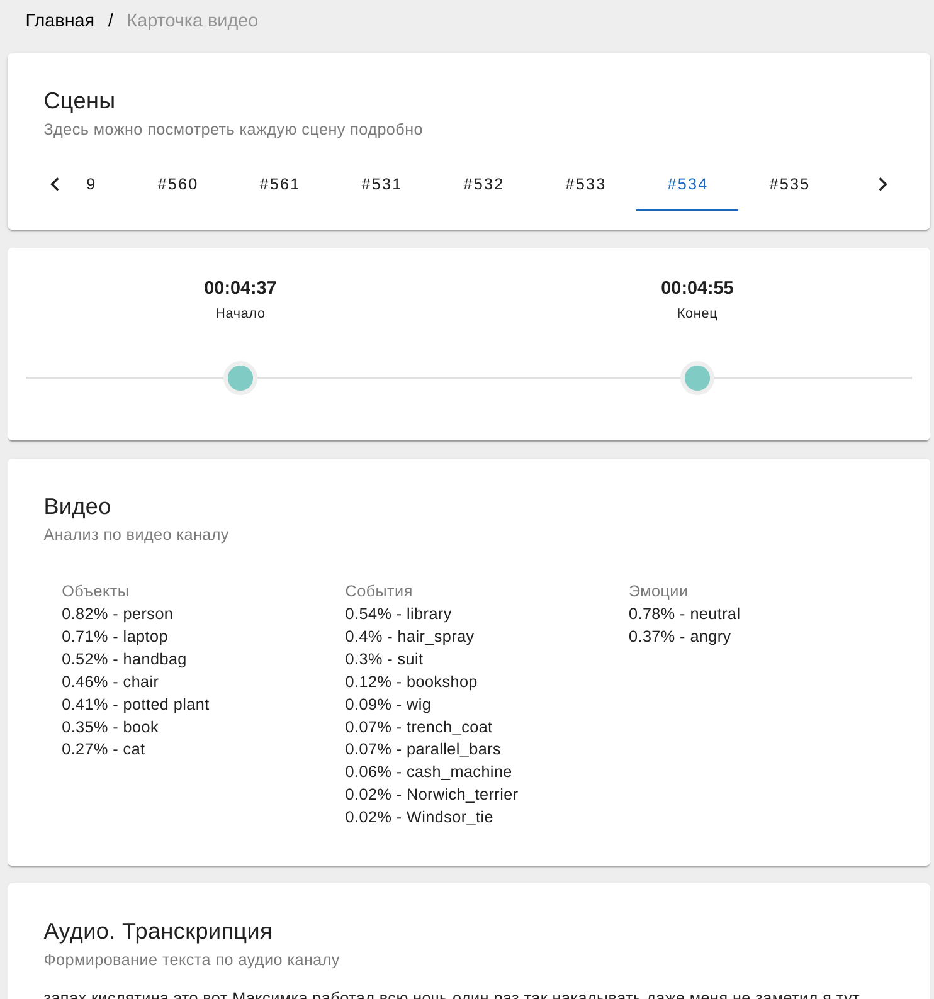 Главная / Карточка видео
Сцены
Здесь можно посмотреть каждую сцену подробно
9 #560 #561 #531 #532 #533 #534 #535
00:04:37 00:04:55
Начало Конец
Видео
Анализ по видео каналу
Объекты События Эмоции
0.82% - person 0.54% - library 0.78% - neutral
0.71% - laptop 0.4% - hair_spray 0.37% - angry
0.52% - handbag 0.3% - suit
0.46% - chair 0.12% - bookshop
0.41% - potted plant 0.09% - wig
0.35% - book 0.07% - trench_coat
0.27% - cat 0.07% - parallel_bars
0.06% - cash_machine
0.02% - Norwich_terrier
0.02% - Windsor_tie
Аудио. Транскрипция
Формирование текста по аудио каналу
запах кислятина это вот Максимка работал всю ночь один раз так накалывать даже меня не заметил я тут